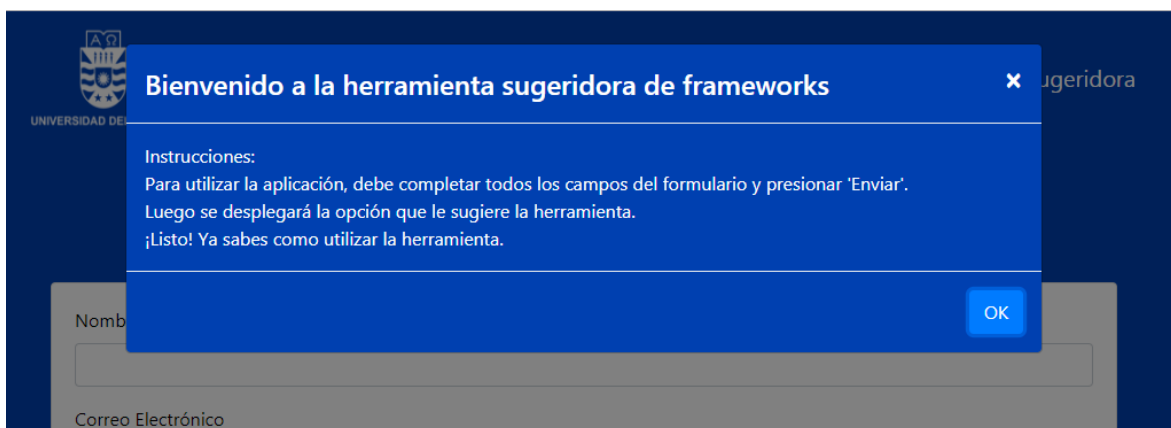 ΑΩ
UNIVERSIDAD DE
Bienvenido a la herramienta sugeridora de frameworks
ugeridora
Instrucciones:
Para utilizar la aplicación, debe completar todos los campos del formulario y presionar 'Enviar'.
Luego se desplegará la opción que le sugiere la herramienta.
¡Listo! Ya sabes como utilizar la herramienta.
OK
Nomb
Correo Electrónico